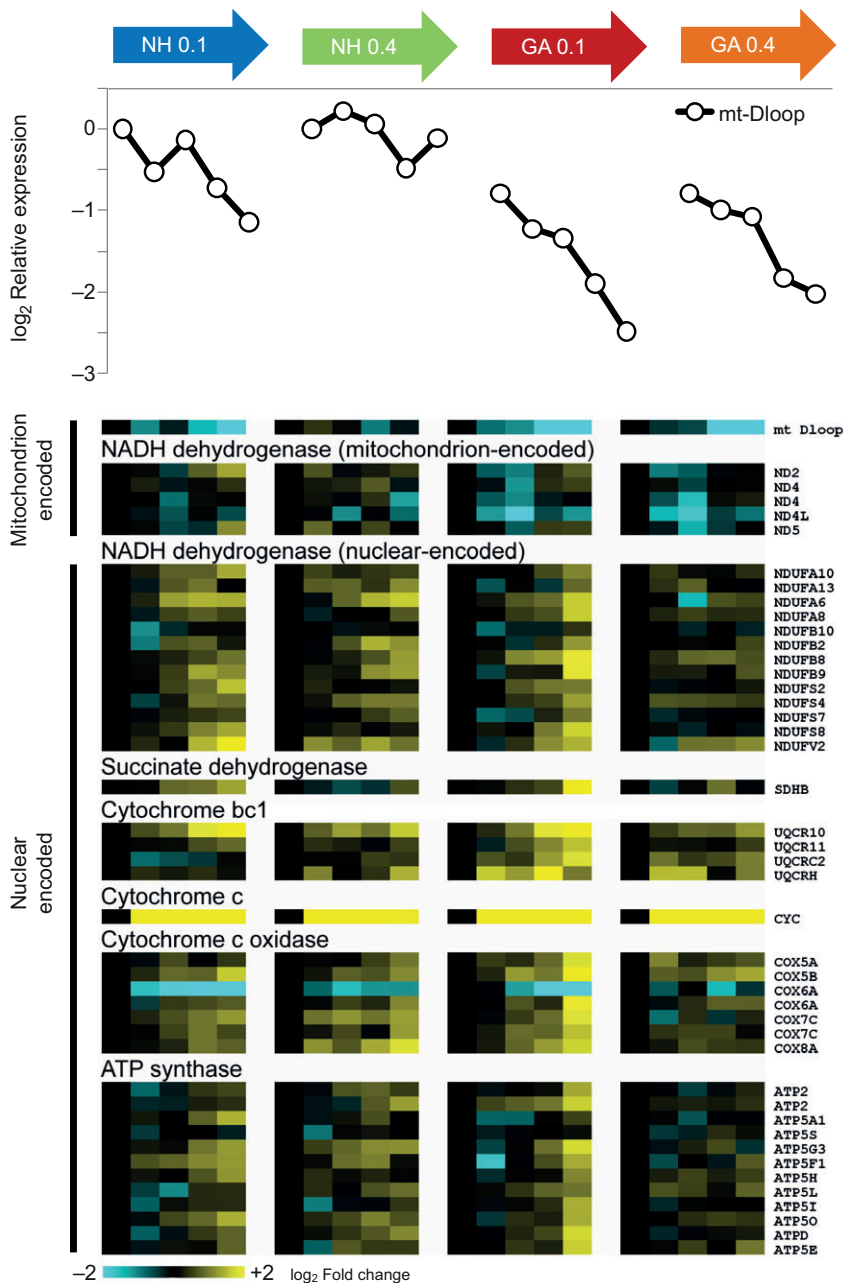 NH 0.1 NH 0.4 GA 0.1 GA 0.4
log2 Relative expression
0
–1
–2
–3
mt-Dloop
Mitochondrion encoded
mt Dloop
NADH dehydrogenase (mitochondrion-encoded)
ND2
ND4
ND4
ND4L
ND5
Nuclear encoded
NADH dehydrogenase (nuclear-encoded)
NDUFA10
NDUFA13
NDUFA6
NDUFA8
NDUFB10
NDUFB2
NDUFB8
NDUFB9
NDUFS2
NDUFS4
NDUFS7
NDUFS8
NDUFV2
Succinate dehydrogenase
SDHB
Cytochrome bc1
UQCR10
UQCR11
UQCRC2
UQCRH
Cytochrome c
CYC
Cytochrome c oxidase
COX5A
COX5B
COX6A
COX6A
COX7C
COX7C
COX8A
ATP synthase
ATP2
ATP2
ATP5A1
ATP5S
ATP5G3
ATP5F1
ATP5H
ATP5L
ATP5I
ATP5O
ATPD
ATP5E
–2 +2 log2 Fold change